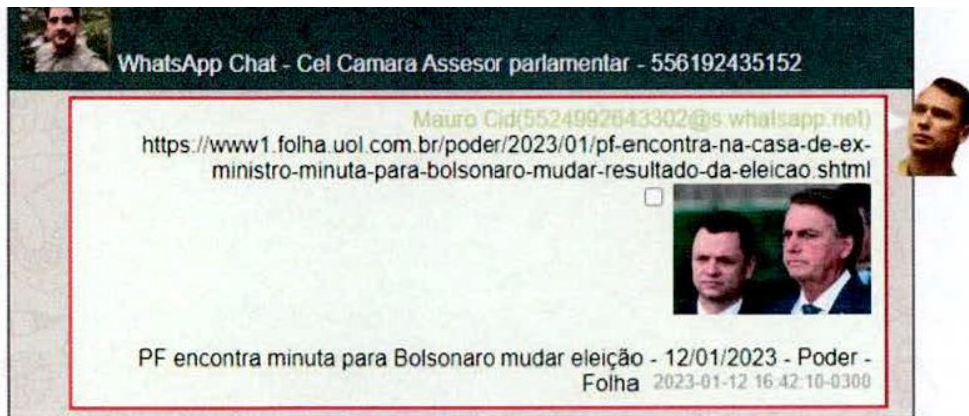 WhatsApp Chat - Cel Camara Assesor parlamentar - 556192435152
Mauro Cid(5524992643302@s.whatsapp.net)
https://www1.folha.uol.com.br/poder/2023/01/pf-encontra-na-casa-de-ex-
ministro-minuta-para-bolsonaro-mudar-resultado-da-eleicao.shtml
PF encontra minuta para Bolsonaro mudar eleição - 12/01/2023 - Poder -
Folha 2023-01-12 16:42:10-0300